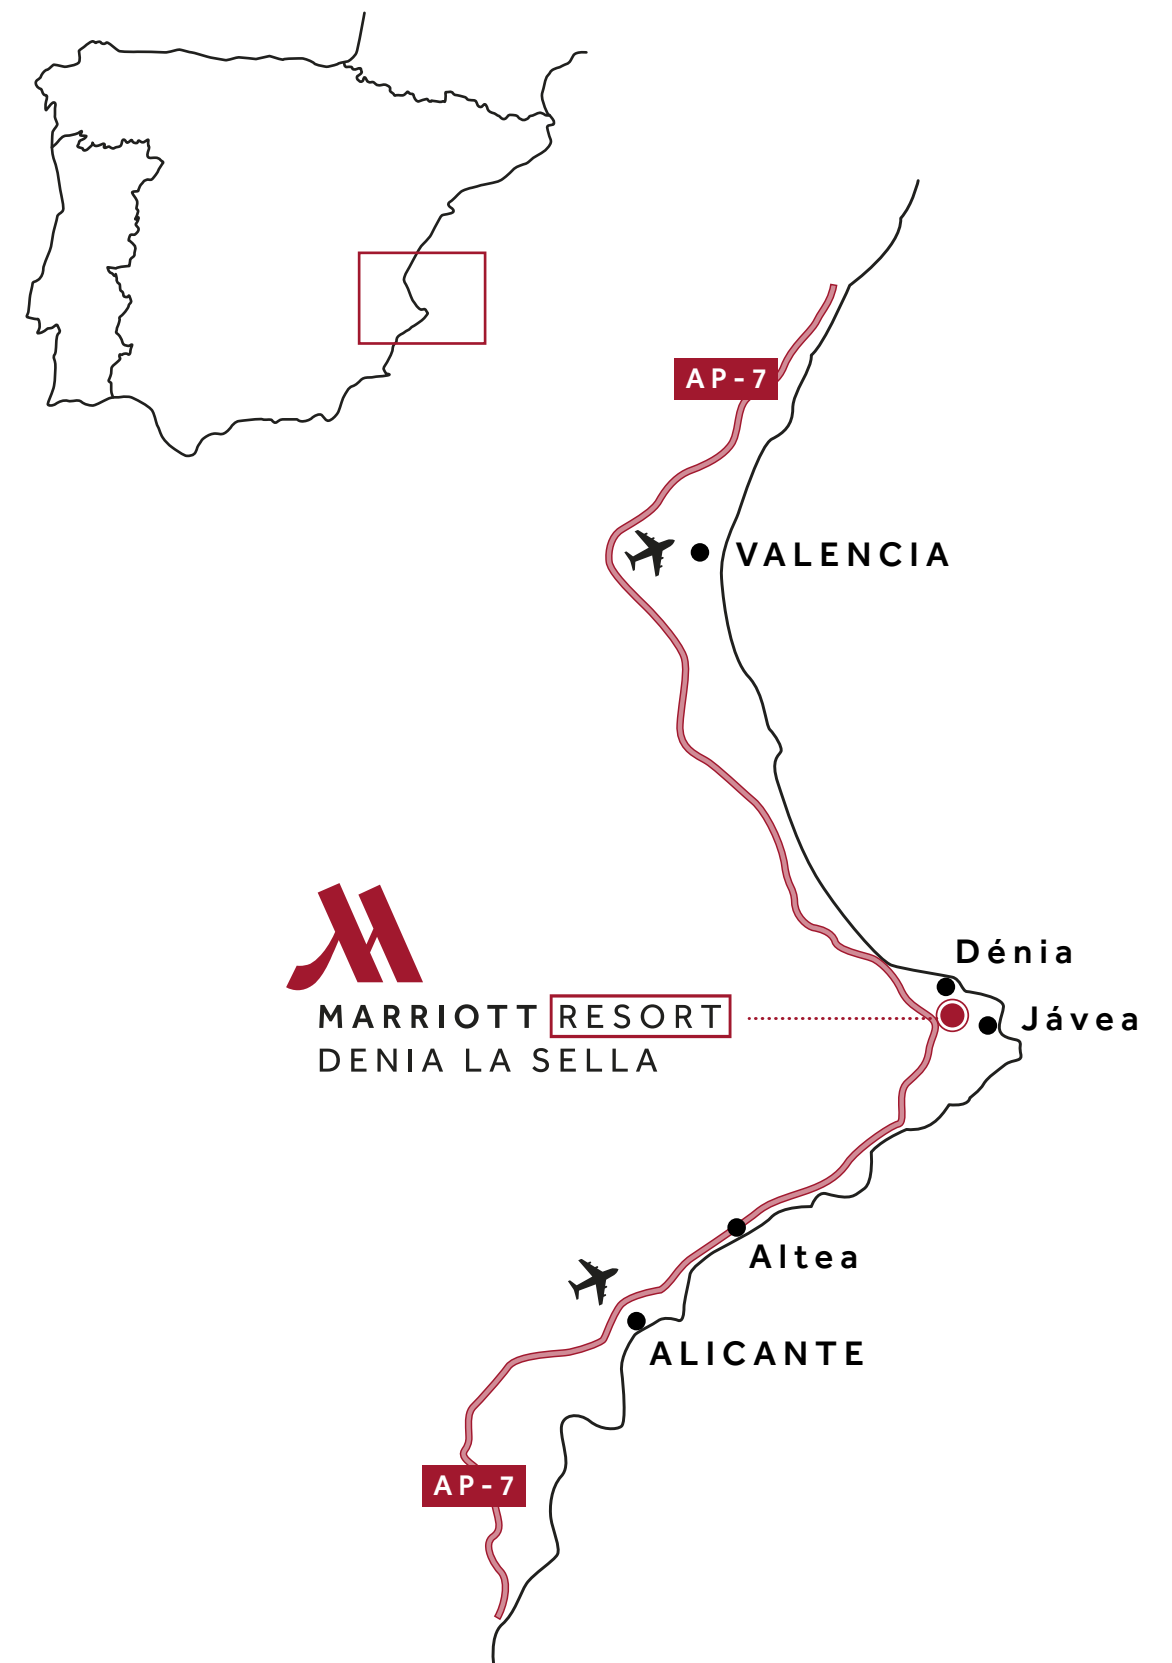 AP-7
VALENCIA
Dénia
MARRIOTT RESORT
Jávea
DENIA LA SELLA
Altea
ALICANTE
AP-7